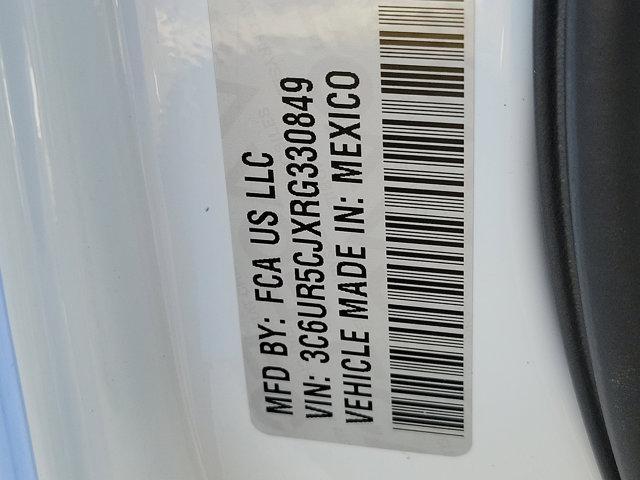 MFD BY: FCA US LLC
VIN: 3C6UR5CJXRG330849
VEHICLE MADE IN: MEXICO